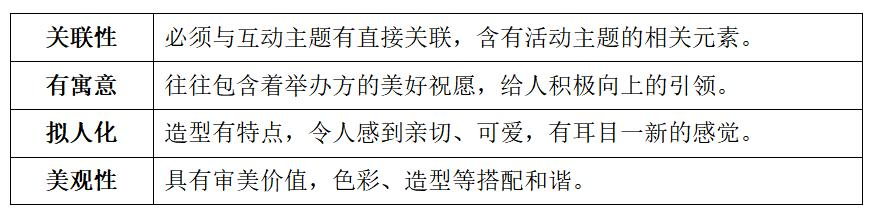 关联性 必须与互动主题有直接关联，含有活动主题的相关元素。
有寓意 往往包含着举办方的美好祝愿，给人积极向上的引领。
拟人化 造型有特点，令人感到亲切、可爱，有耳目一新的感觉。
美观性 具有审美价值，色彩、造型等搭配和谐。